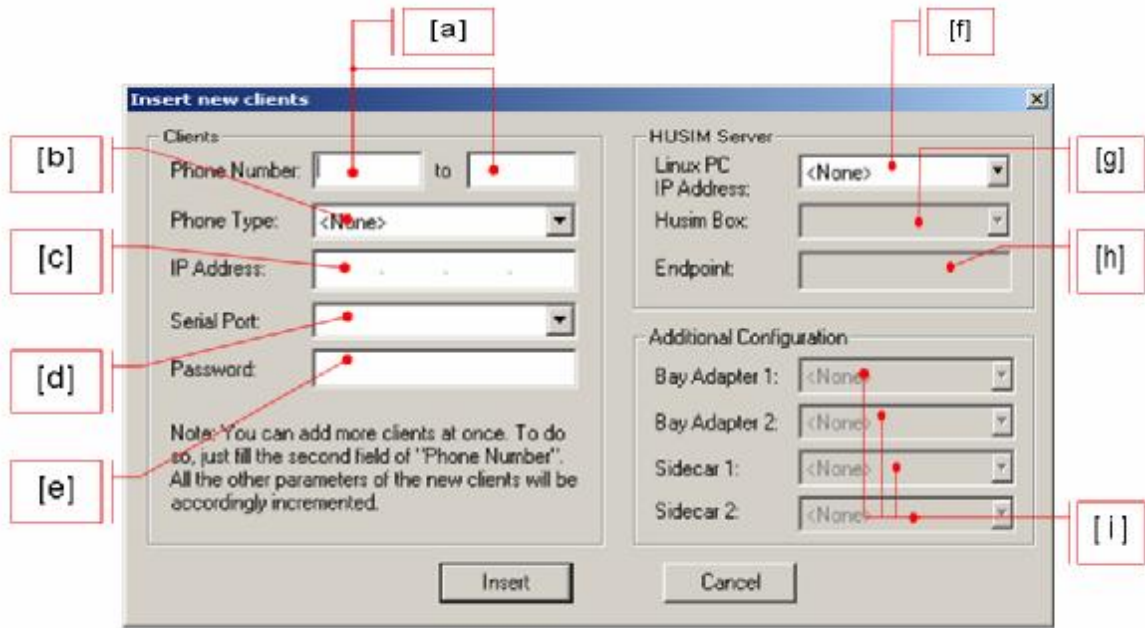 [a]
[f]
Insert new clients
Clients
[b]
Phone Number:
to
Phone Type:
<None>
[c]
IP Address:
. . .
Serial Port:
[d]
Password:
Note: You can add more clients at once. To do
so, just fill the second field of "Phone Number".
All the other parameters of the new clients will be
accordingly incremented.
[e]
HUSIM Server
Linux PC
IP Address:
<None>
[g]
Husim Box:
Endpoint:
[h]
Additional Configuration
Bay Adapter 1:
<None>
Bay Adapter 2:
<None>
Sidecar 1:
<None>
Sidecar 2:
<None>
[i]
Insert
Cancel